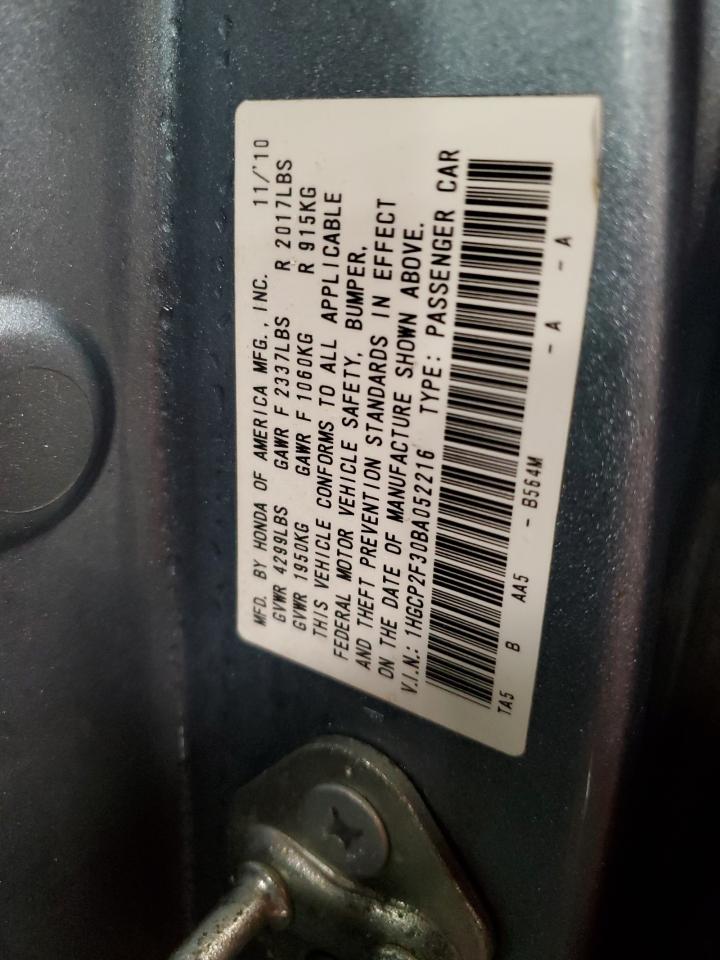 MFD. BY HONDA OF AMERICA MFG., INC. 11/'10
GVWR 4299LBS GAWR F 2337LBS R 2017LBS
GVWR 1950KG GAWR F 1060KG R 915KG
THIS VEHICLE CONFORMS TO ALL APPLICABLE
FEDERAL MOTOR VEHICLE SAFETY, BUMPER,
AND THEFT PREVENTION STANDARDS IN EFFECT
ON THE DATE OF MANUFACTURE SHOWN ABOVE.
V.I.N.: 1HGCP2F30BA052216 TYPE: PASSENGER CAR
TA5 B AA5 - B564M - A - A